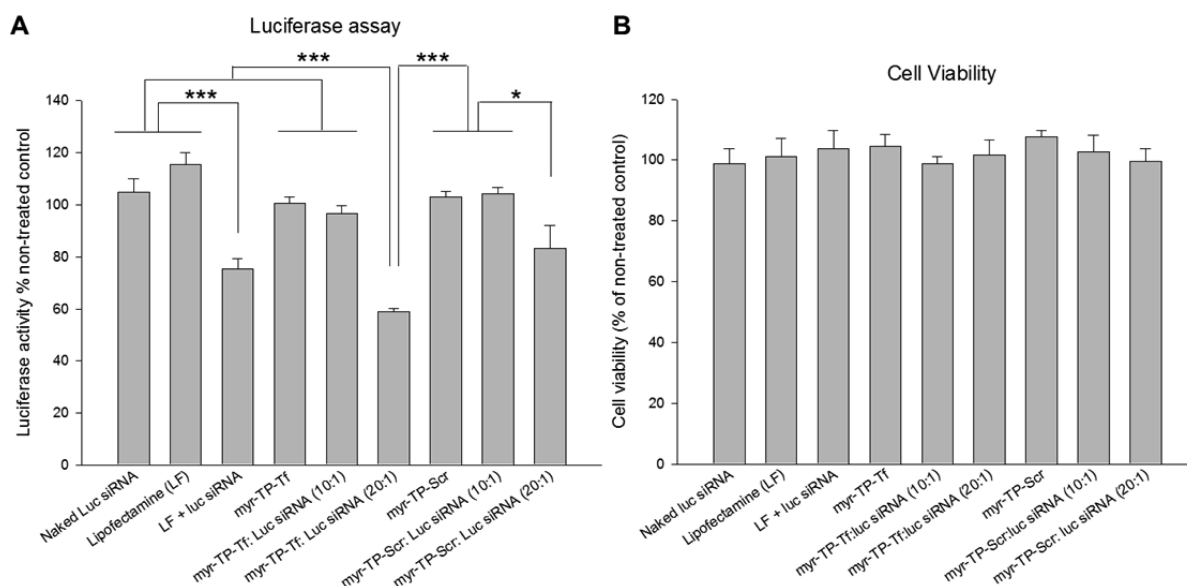 A
Luciferase assay
***
***
***
*
Luciferase activity % non-treated control
140
120
100
80
60
40
20
0
Naked Luc siRNA
Lipofectamine (LF)
LF + luc siRNA
myr-TP-Tf
myr-TP-Tf: Luc siRNA (10:1)
myr-TP-Tf: Luc siRNA (20:1)
myr-TP-Scr
myr-TP-Scr: Luc siRNA (10:1)
myr-TP-Scr: Luc siRNA (20:1)
B
Cell Viability
Cell viability (% of non-treated control)
120
100
80
60
40
20
0
Naked luc siRNA
Lipofectamine (LF)
LF + luc siRNA
myr-TP-Tf
myr-TP-Tf:luc siRNA (10:1)
myr-TP-Tf:luc siRNA (20:1)
myr-TP-Scr
myr-TP-Scr:luc siRNA (10:1)
myr-TP-Scr: luc siRNA (20:1)